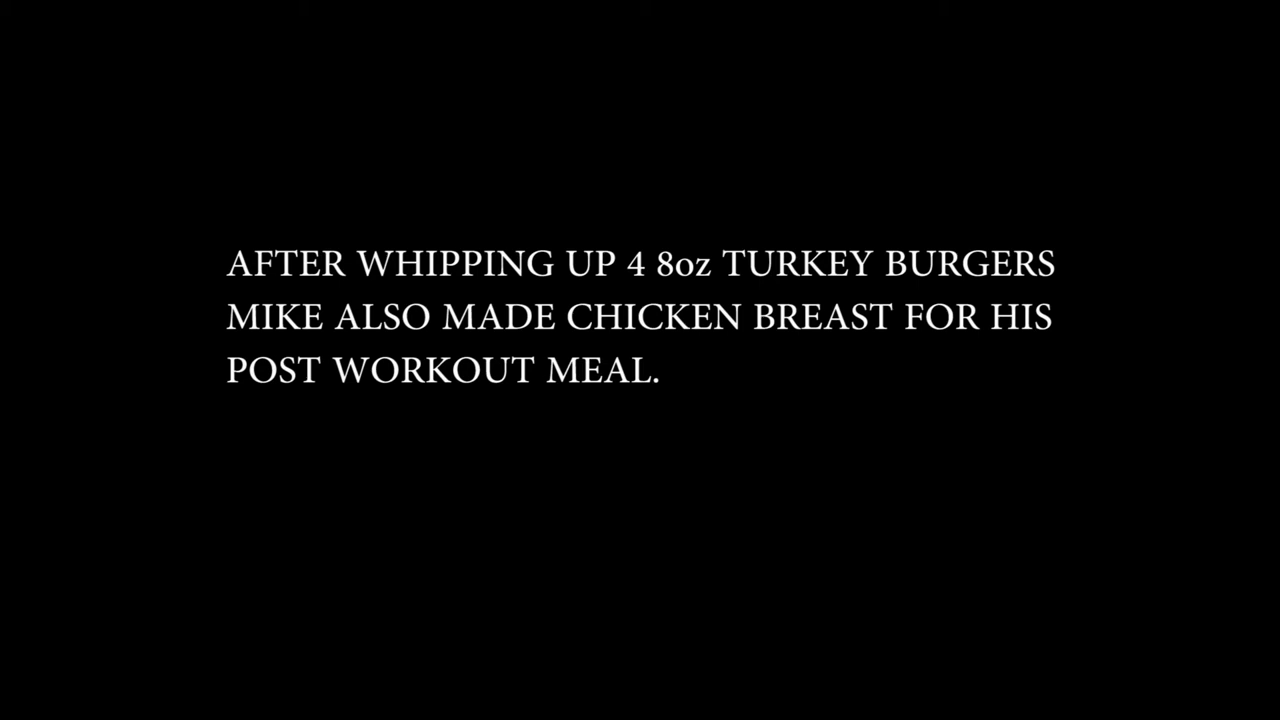 AFTER WHIPPING UP 4 8oz TURKEY BURGERS
MIKE ALSO MADE CHICKEN BREAST FOR HIS
POST WORKOUT MEAL.